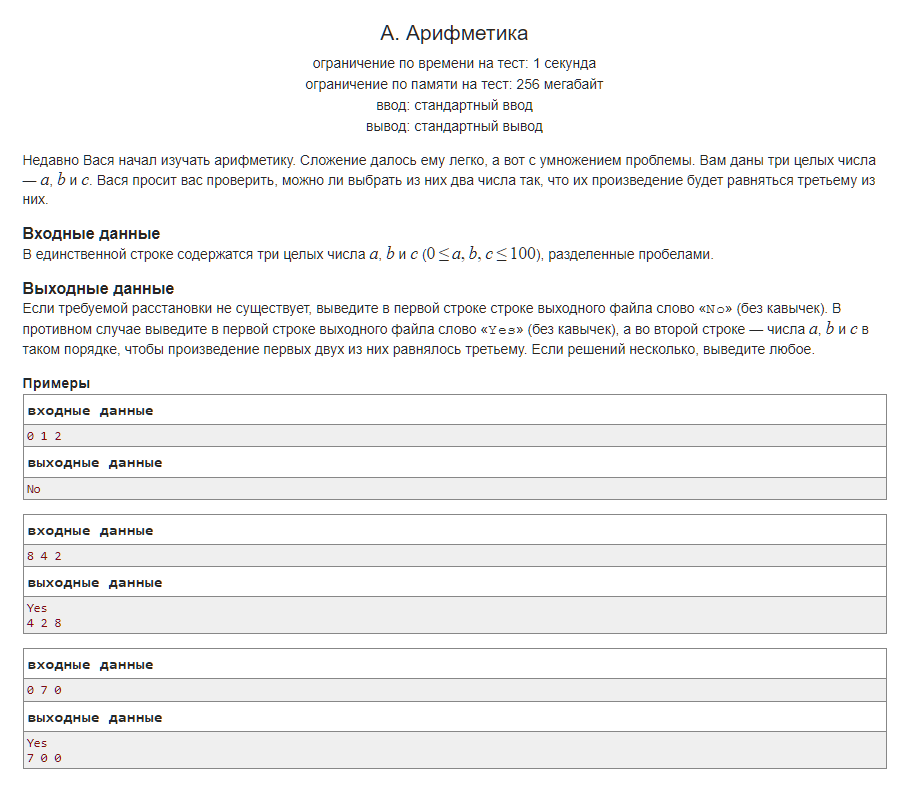 А. Арифметика
ограничение по времени на тест: 1 секунда
ограничение по памяти на тест: 256 мегабайт
ввод: стандартный ввод
вывод: стандартный вывод
Недавно Вася начал изучать арифметику. Сложение далось ему легко, а вот с умножением проблемы. Вам даны три целых числа
— a, b и c. Вася просит вас проверить, можно ли выбрать из них два числа так, что их произведение будет равняться третьему из
них.
Входные данные
В единственной строке содержатся три целых числа a, b и c (0 ≤ a, b, c ≤ 100), разделенные пробелами.
Выходные данные
Если требуемой расстановки не существует, выведите в первой строке строке выходного файла слово «No» (без кавычек). В
противном случае выведите в первой строке выходного файла слово «Yes» (без кавычек), а во второй строке — числа a, b и c в
таком порядке, чтобы произведение первых двух из них равнялось третьему. Если решений несколько, выведите любое.
Примеры
входные данные
0 1 2
выходные данные
No
входные данные
8 4 2
выходные данные
Yes
4 2 8
входные данные
0 7 0
выходные данные
Yes
7 0 0